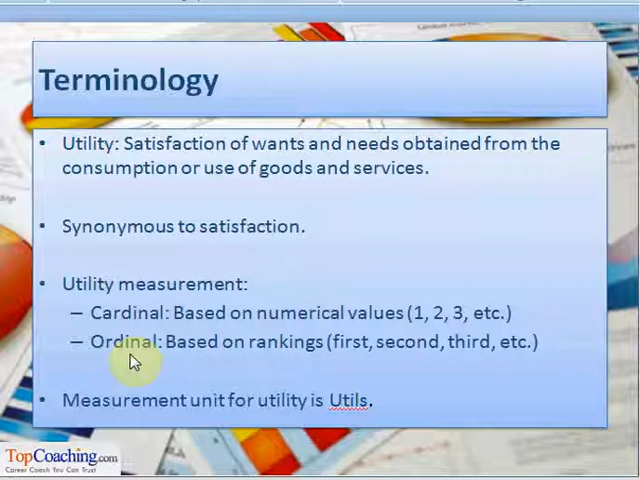 Terminology
• Utility: Satisfaction of wants and needs obtained from the
consumption or use of goods and services.
• Synonymous to satisfaction.
• Utility measurement:
– Cardinal: Based on numerical values (1, 2, 3, etc.)
– Ordinal: Based on rankings (first, second, third, etc.)
• Measurement unit for utility is Utils.
TopCoaching.com
Career Coach You Can Trust